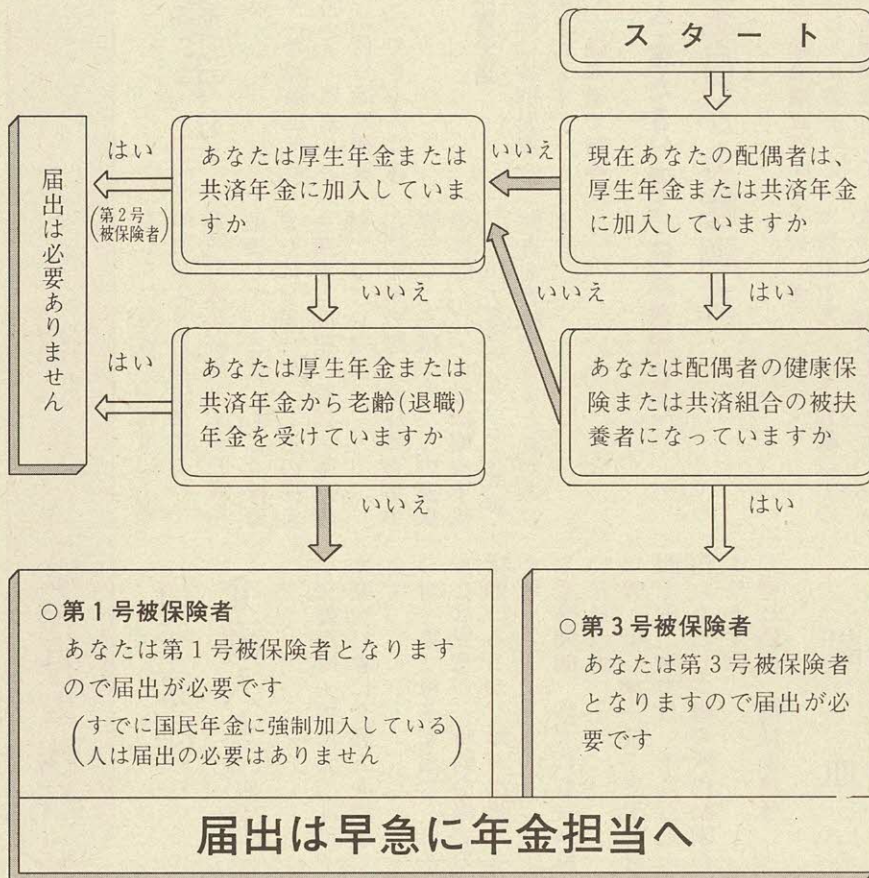 スタート
現在あなたの配偶者は、
厚生年金または共済年金
に加入していますか
いいえ
はい
あなたは配偶者の健康保
険または共済組合の被扶
養者になっていますか
いいえ
はい
あなたは厚生年金または
共済年金に加入していま
すか
はい
(第2号
被保険者)
いいえ
あなたは厚生年金または
共済年金から老齢(退職)
年金を受けていますか
はい
いいえ
届出は必要ありません
○第1号被保険者
あなたは第1号被保険者となります
ので届出が必要です
(すでに国民年金に強制加入している
人は届出の必要はありません)
○第3号被保険者
あなたは第3号被保険者
となりますので届出が必
要です
届出は早急に年金担当へ